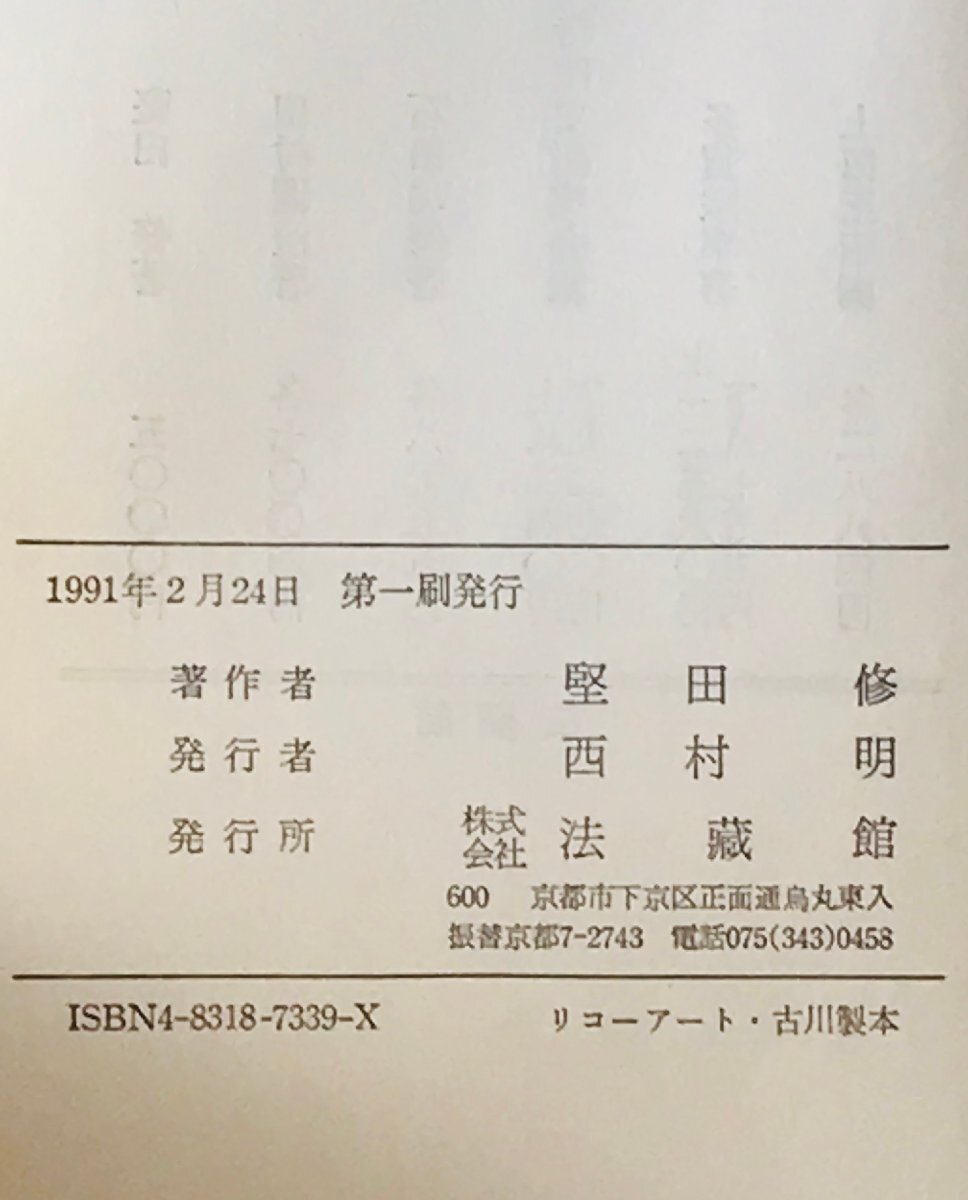 1991年2月24日　第一刷発行
著作者　堅田修
発行者　西村明
発行所　株式会社　法藏館
600　京都市下京区正面通烏丸東入
振替京都7-2743　電話075(343)0458
ISBN4-8318-7339-X　リコーアート・古川製本